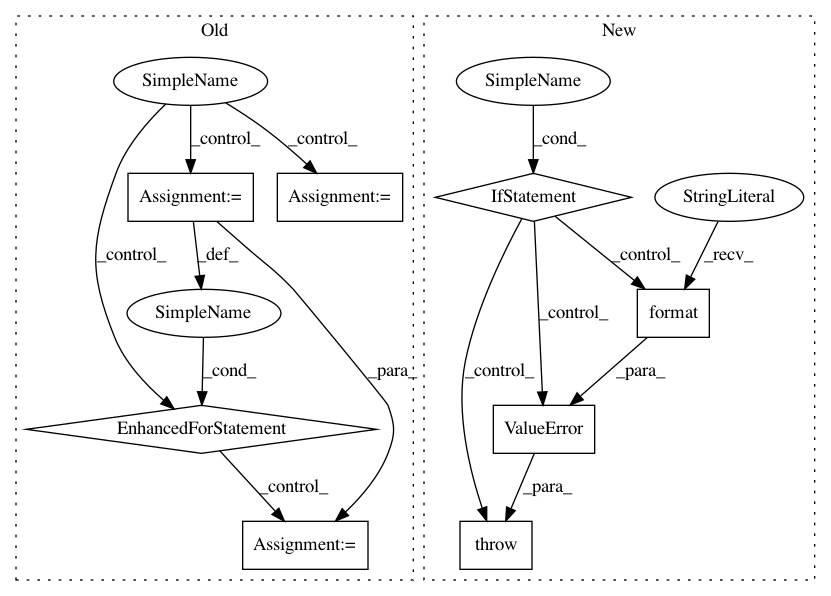 Old
New
SimpleName
SimpleName
_control_
_control_
_cond_
Assignment:=
Assignment:=
IfStatement
StringLiteral
_control_
_def_
_control_
_recv_
SimpleName
_control_
format
_cond_
_para_
_control_
_para_
EnhancedForStatement
ValueError
_control_
_para_
Assignment:=
throw